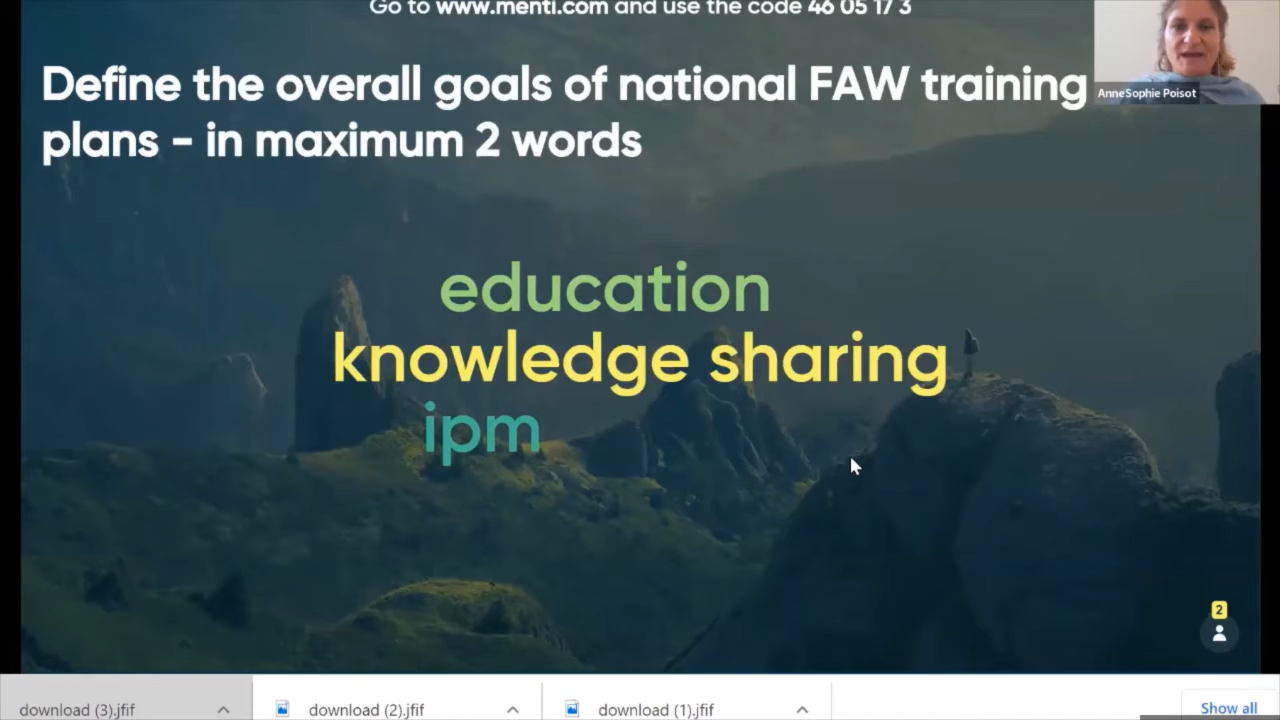 Go to www.menti.com and use the code 46 05 17 3
Define the overall goals of national FAW training
plans - in maximum 2 words
AnneSophie Poisot
education
knowledge sharing
ipm
2
download (3).jfif
download (2).jfif
download (1).jfif
Show all